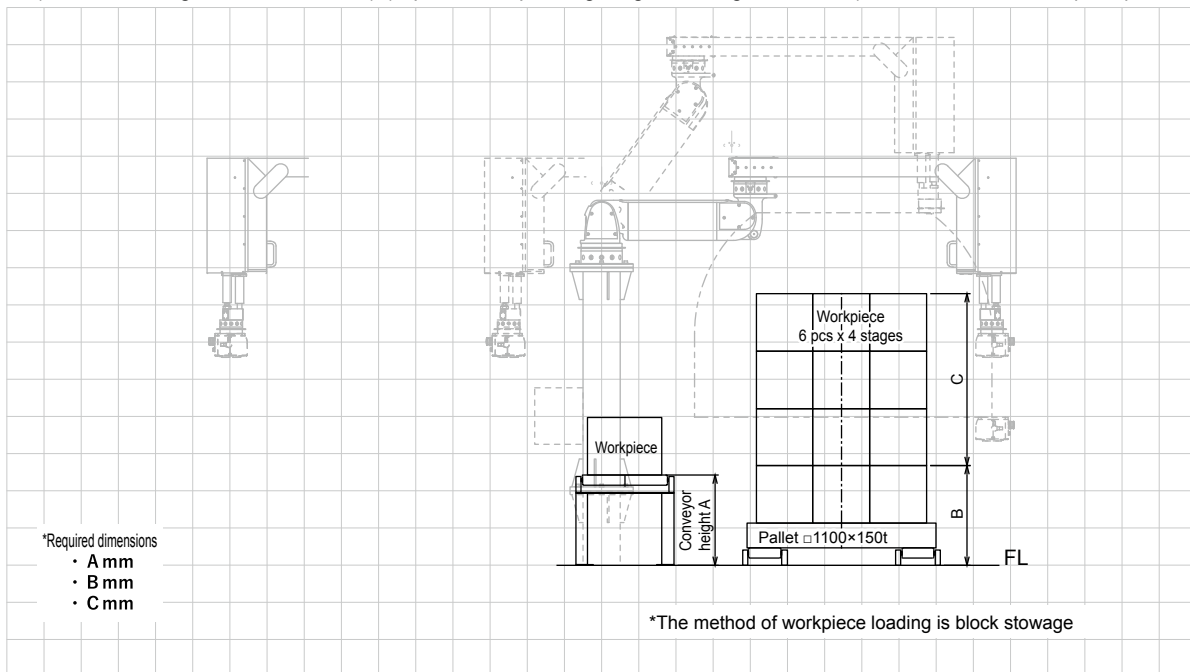 Workpiece
6 pcs x 4 stages
C
Workpiece
Conveyor
height A
B
Pallet □1100×150t
FL
*Required dimensions
・ A mm
・ B mm
・ C mm
*The method of workpiece loading is block stowage